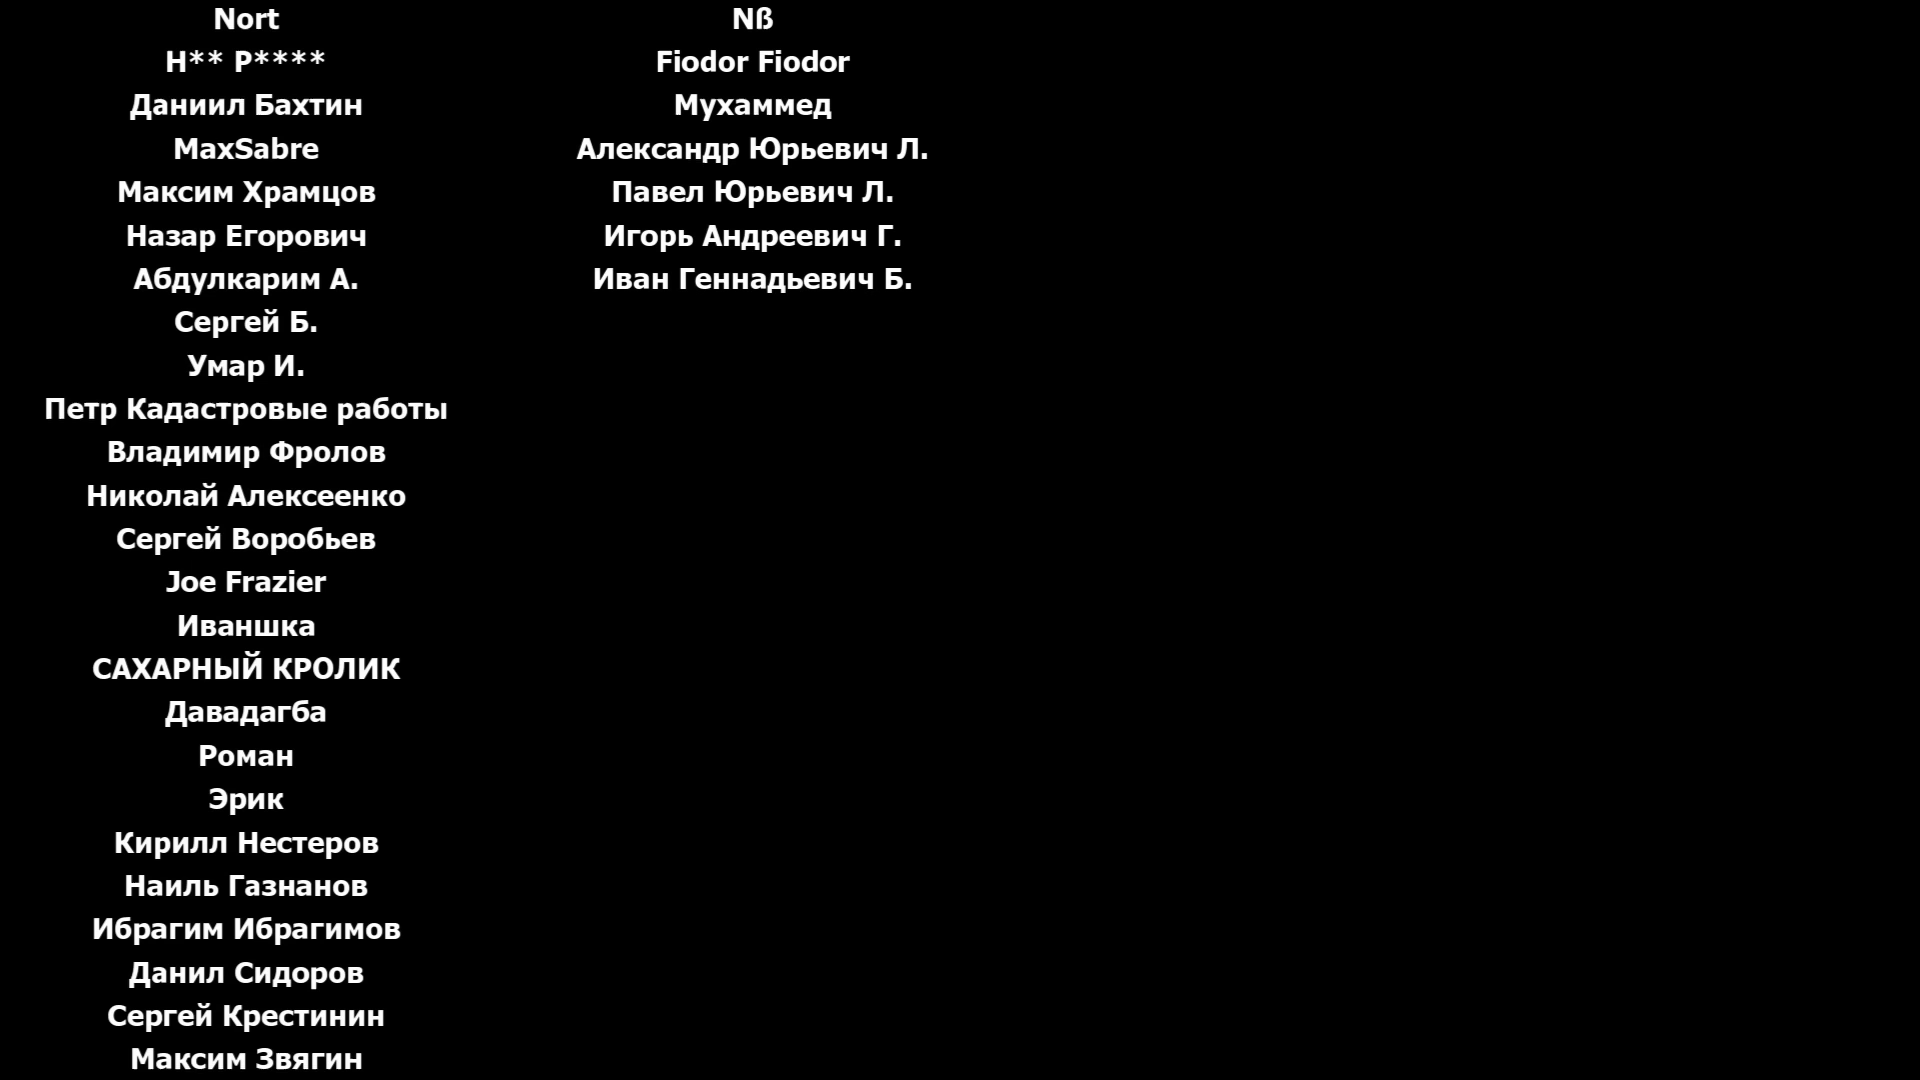 Nort
Н** Р****
Даниил Бахтин
MaxSabre
Максим Храмцов
Назар Егорович
Абдулкарим А.
Сергей Б.
Умар И.
Петр Кадастровые работы
Владимир Фролов
Николай Алексеенко
Сергей Воробьев
Joe Frazier
Иваншка
САХАРНЫЙ КРОЛИК
Давадагба
Роман
Эрик
Кирилл Нестеров
Наиль Газнанов
Ибрагим Ибрагимов
Данил Сидоров
Сергей Крестинин
Максим Звягин
Nß
Fiodor Fiodor
Мухаммед
Александр Юрьевич Л.
Павел Юрьевич Л.
Игорь Андреевич Г.
Иван Геннадьевич Б.